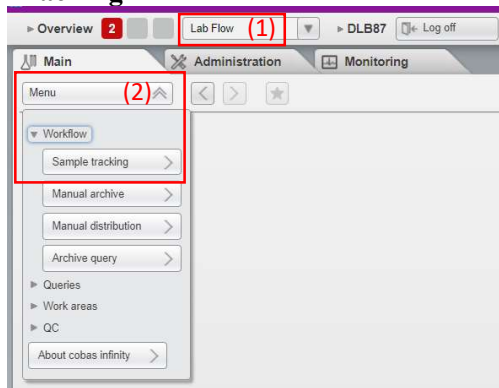 Overview 2 Lab Flow (1) DLB87 Log off
Main Administration Monitoring
Menu (2)
Workflow
Sample tracking
Manual archive
Manual distribution
Archive query
Queries
Work areas
QC
About cobas infinity